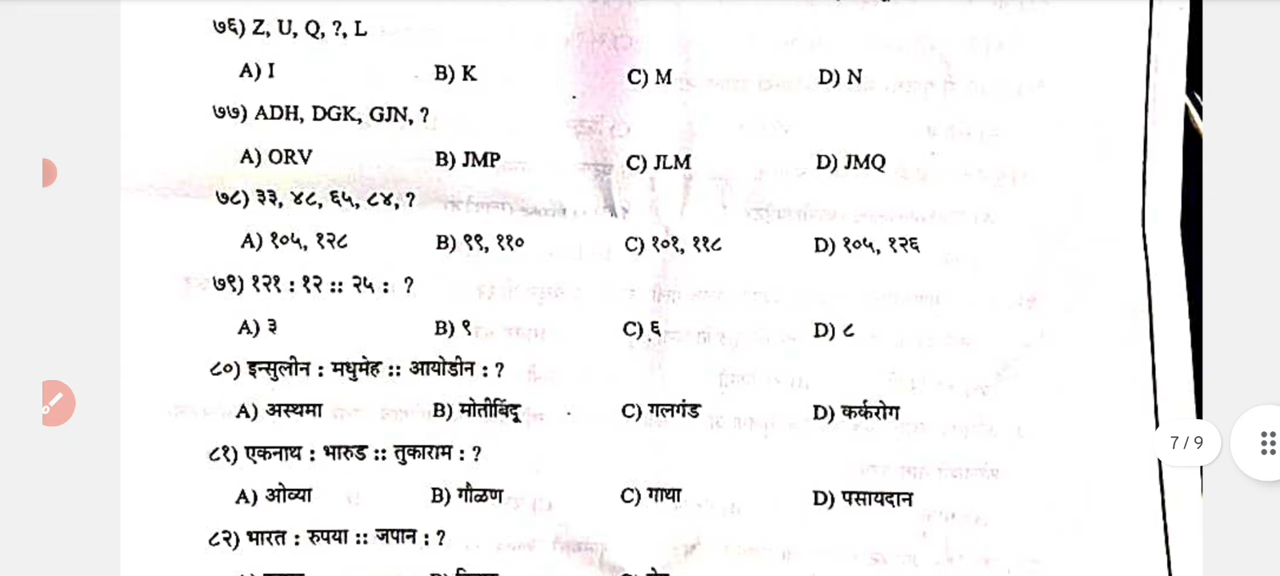 ७६) Z, U, Q, ?, L
A) I B) K C) M D) N
७७) ADH, DGK, GJN, ?
A) ORV B) JMP C) JLM D) JMQ
७८) ३३, ४८, ६५, ८४, ?
A) १०५, १२८ B) ९९, ११० C) १०१, ११८ D) १०५, १२६
७९) १२१ : १२ :: २५ : ?
A) ३ B) ९ C) ६ D) ८
८०) इन्सुलीन : मधुमेह :: आयोडीन : ?
A) अस्थमा B) मोतीबिंदू C) गलगंड D) कर्करोग
८१) एकनाथ : भारुड :: तुकाराम : ?
A) ओव्या B) गौळण C) गाथा D) पसायदान
7 / 9
८२) भारत : रुपया :: जपान : ?